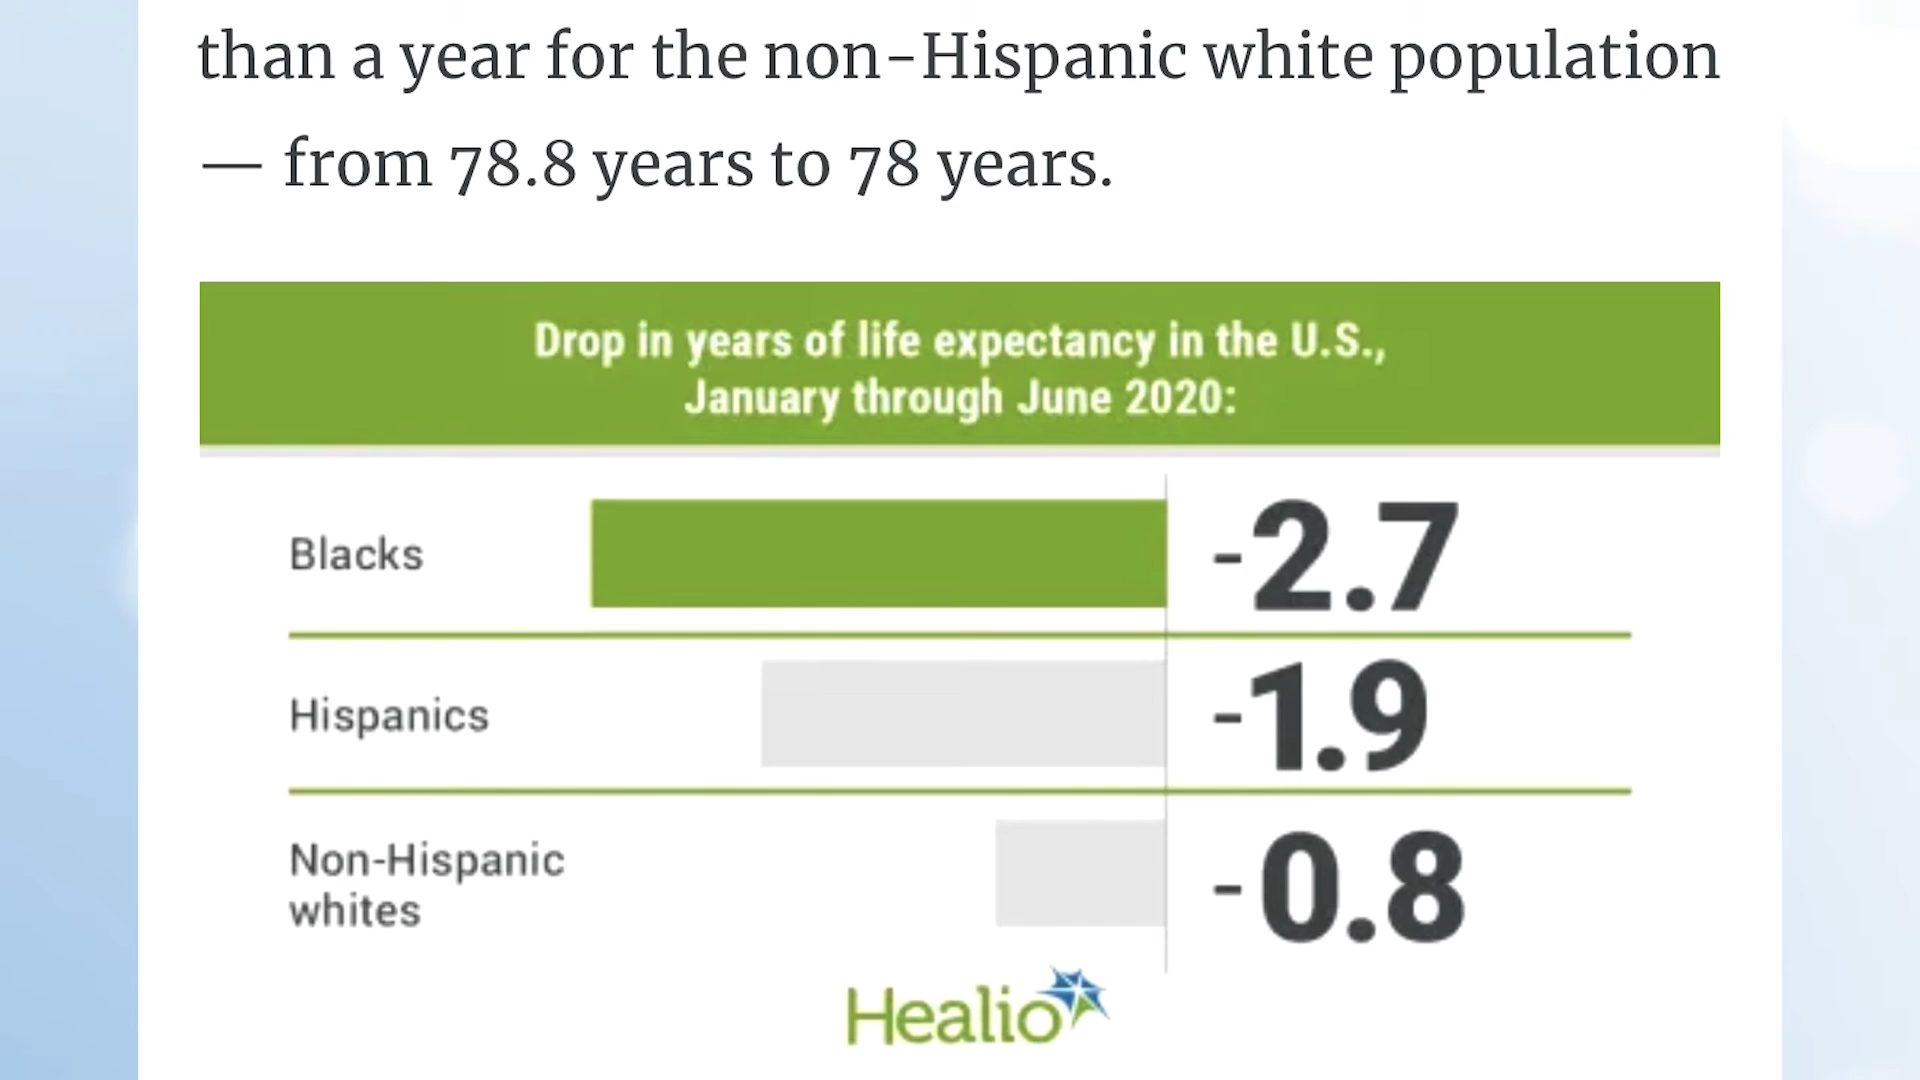 than a year for the non-Hispanic white population
— from 78.8 years to 78 years.
Drop in years of life expectancy in the U.S.,
January through June 2020:
Blacks
-2.7
Hispanics
-1.9
Non-Hispanic
whites
-0.8
Healio